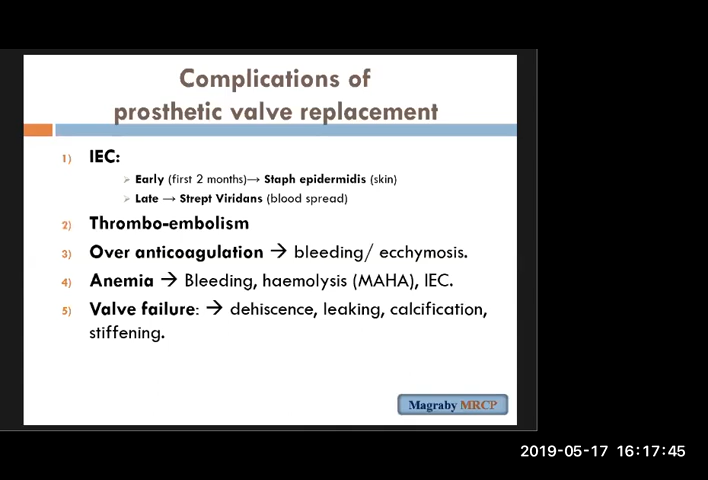 Complications of
prosthetic valve replacement
1) IEC:
➢ Early (first 2 months)→ Staph epidermidis (skin)
➢ Late → Strept Viridans (blood spread)
2) Thrombo-embolism
3) Over anticoagulation → bleeding/ ecchymosis.
4) Anemia → Bleeding, haemolysis (MAHA), IEC.
5) Valve failure: → dehiscence, leaking, calcification,
stiffening.
Magraby MRCP
2019-05-17 16:17:45